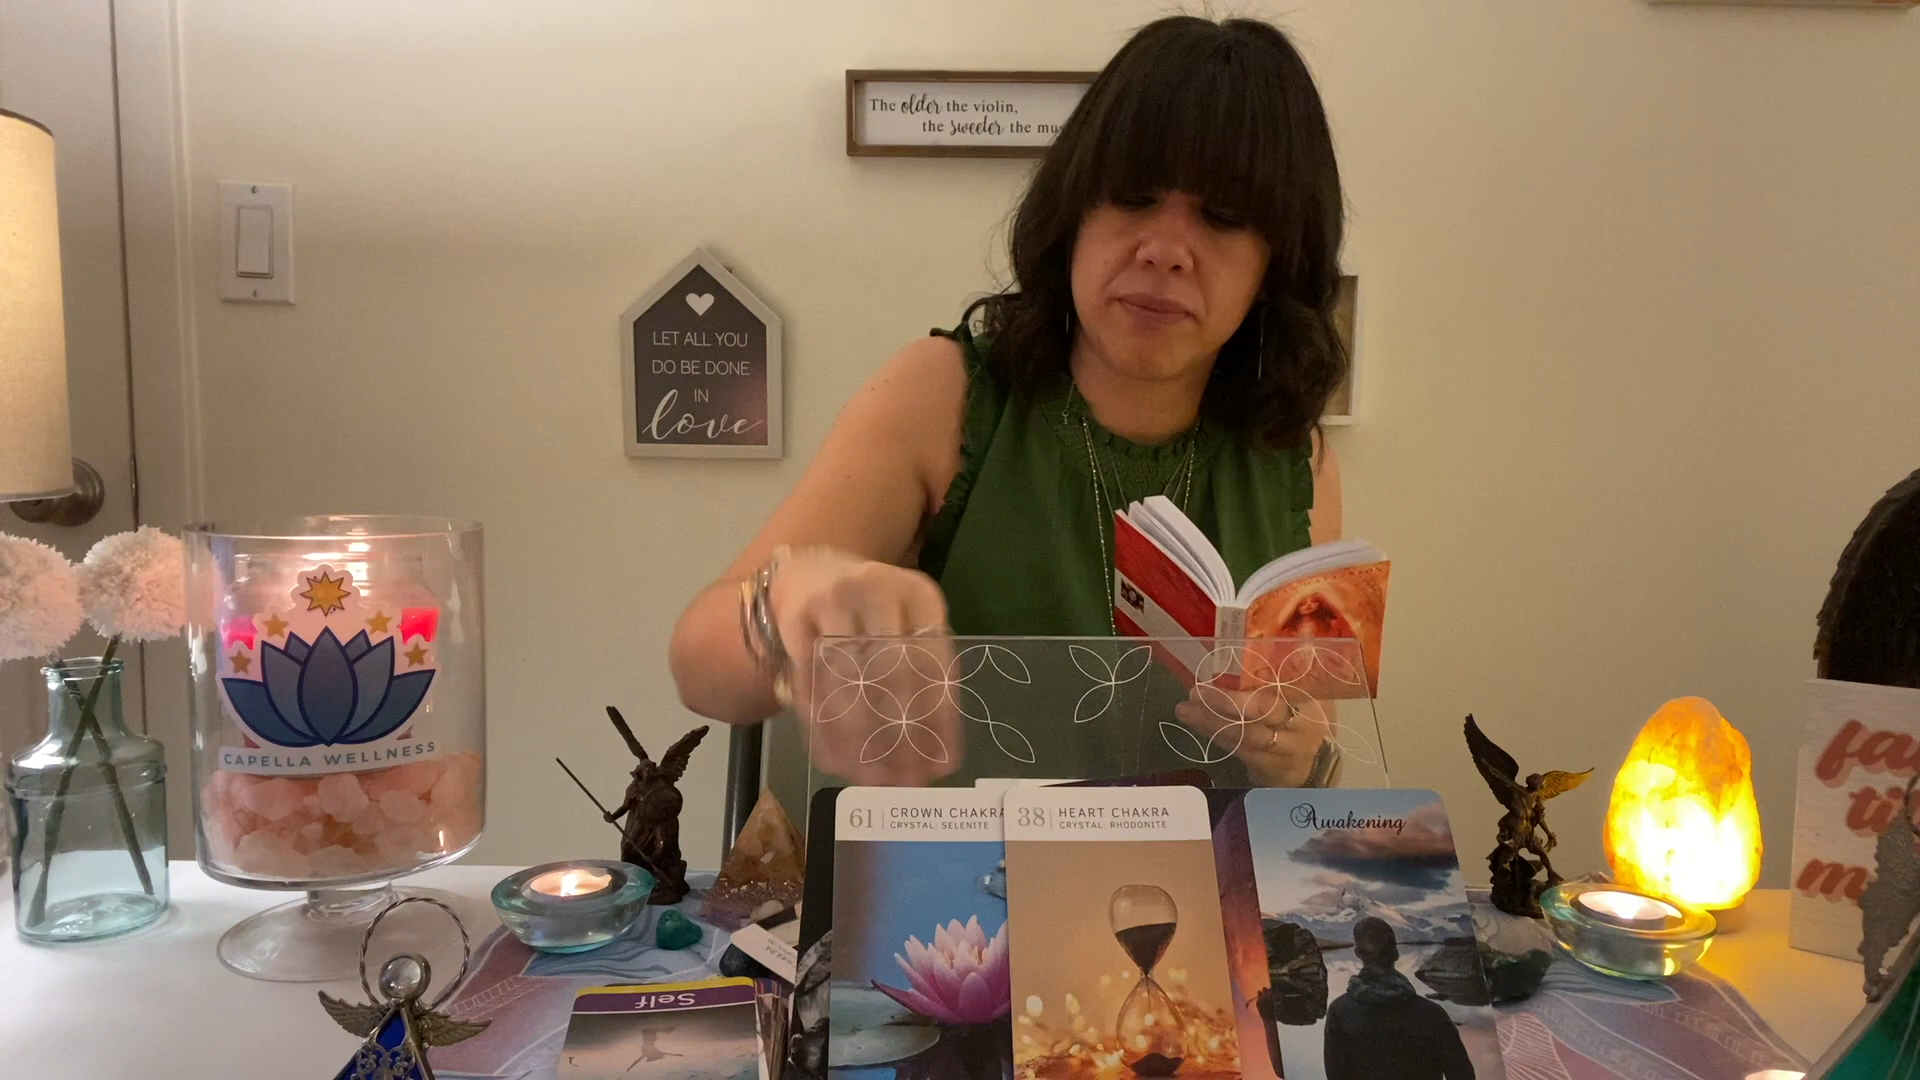 The older the violin,
the sweeter the
LET ALL YOU
DO BE DONE
IN
love
CAPELLA WELLNESS
61 CROWN CHAKRA
CRYSTAL: SELENITE
38 HEART CHAKRA
CRYSTAL: RHODONITE
Awakening
Self